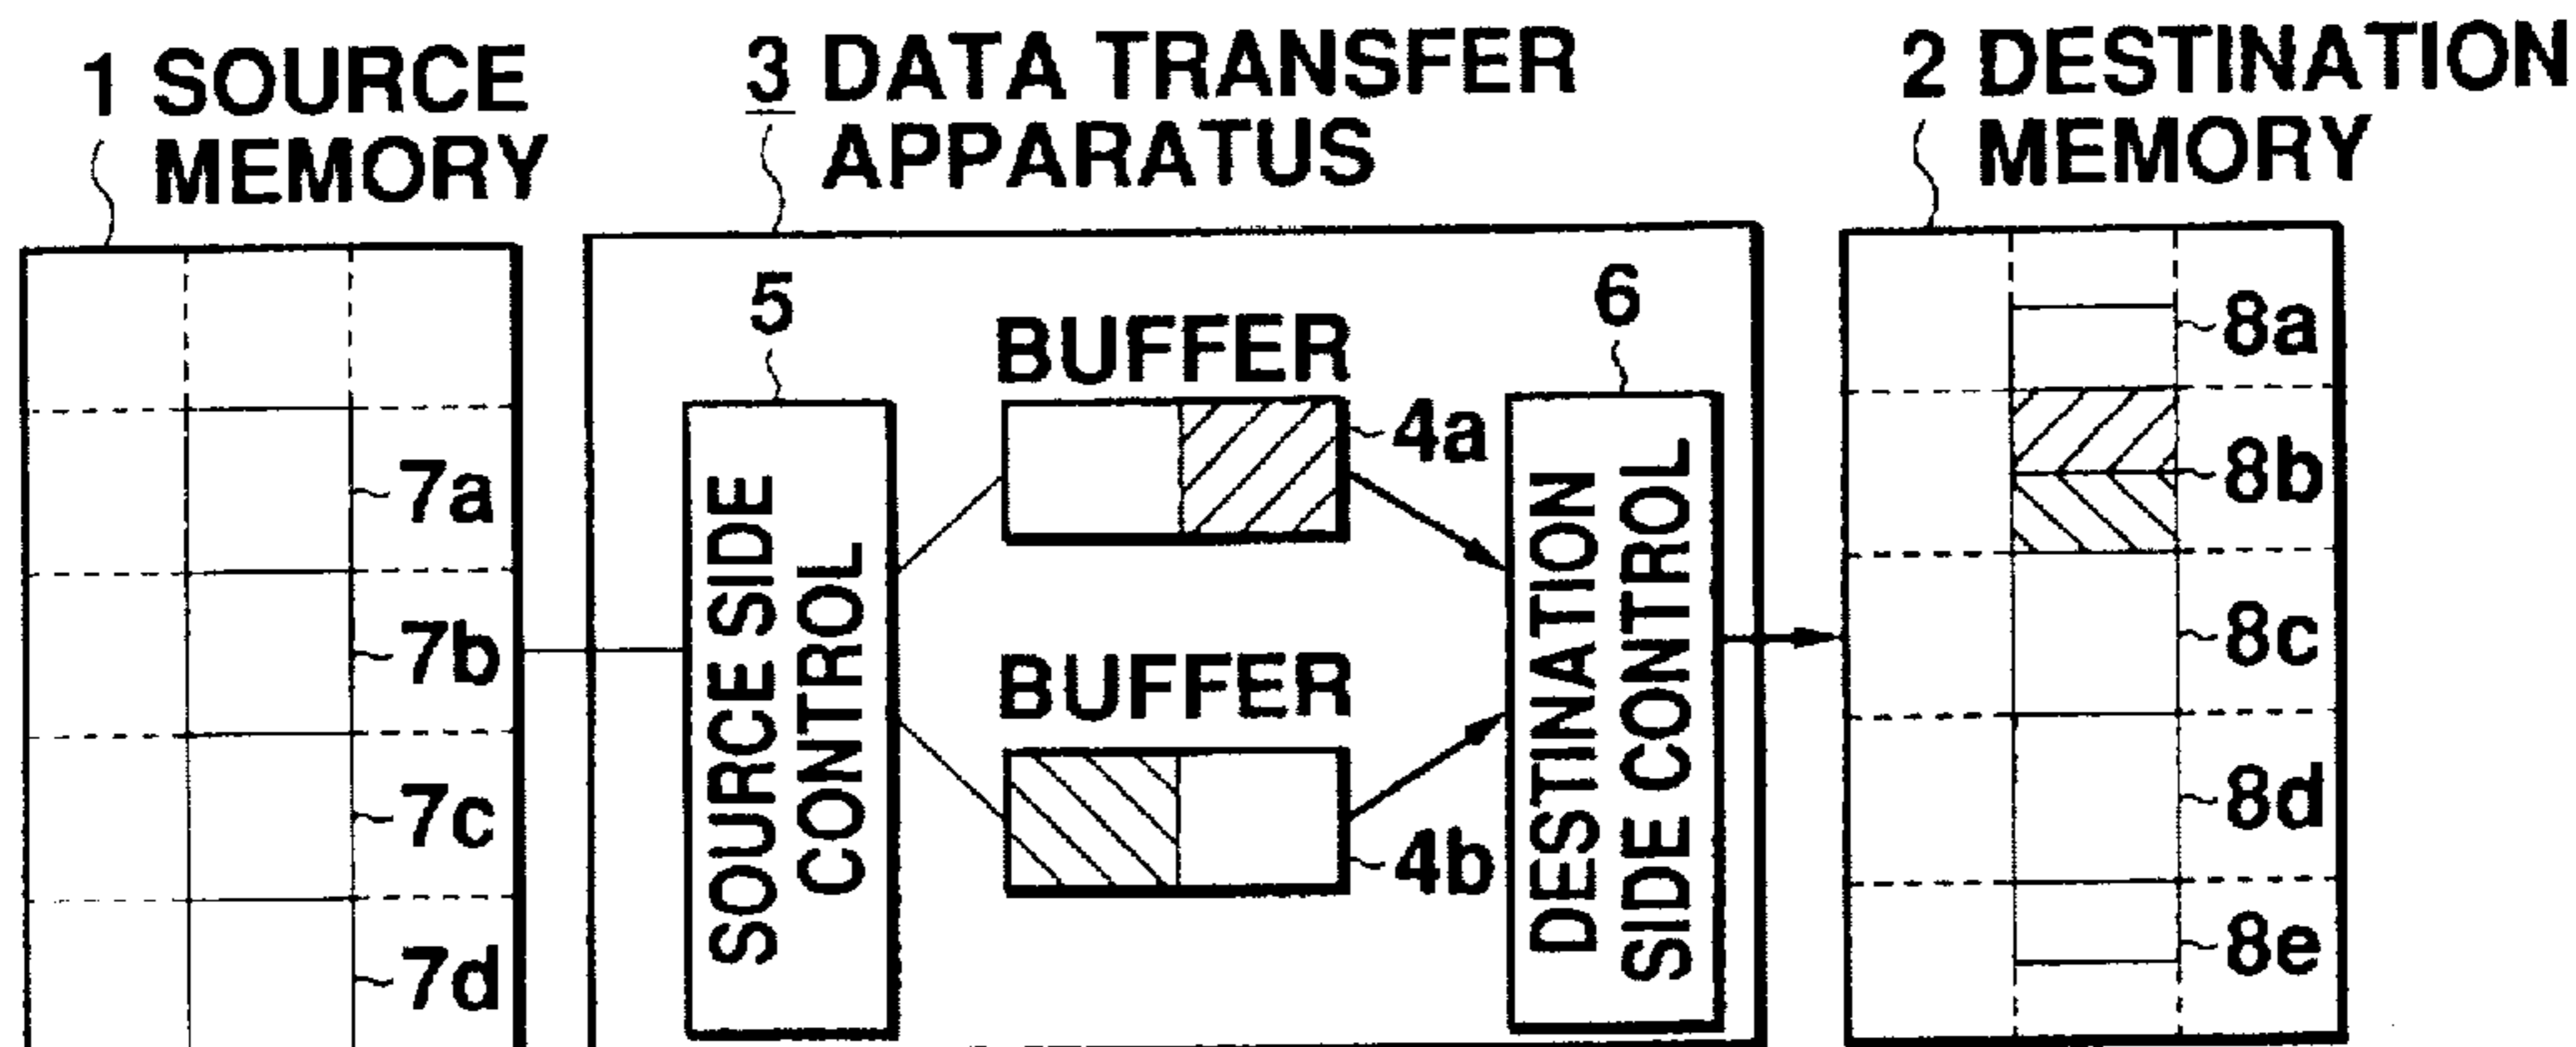 1 SOURCE
MEMORY
3 DATA TRANSFER
APPARATUS
2 DESTINATION
MEMORY
7a
7b
7c
7d
5
SOURCE SIDE
CONTROL
BUFFER
4a
BUFFER
4b
6
DESTINATION
SIDE CONTROL
8a
8b
8c
8d
8e